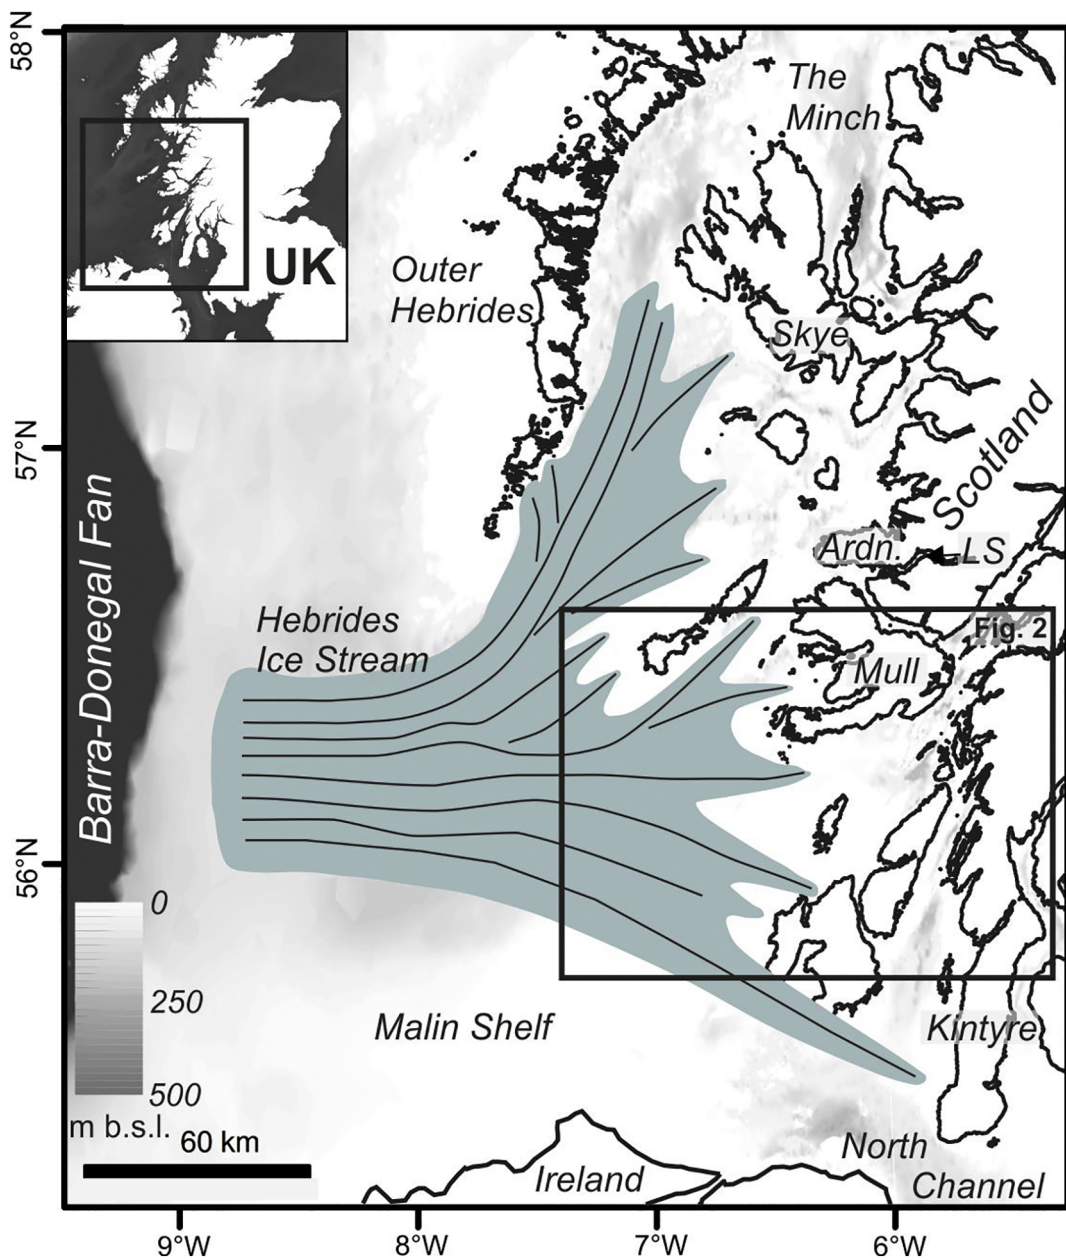 58°N
The
Minch
UK
Outer
Hebrides
Skye
57°N
Scotland
Barra-Donegal Fan
Ardn.
LS
Hebrides
Ice Stream
Fig. 2
Mull
56°N
0
250
500
m b.s.l.
60 km
Malin Shelf
Kintyre
North
Channel
Ireland
9°W
8°W
7°W
6°W